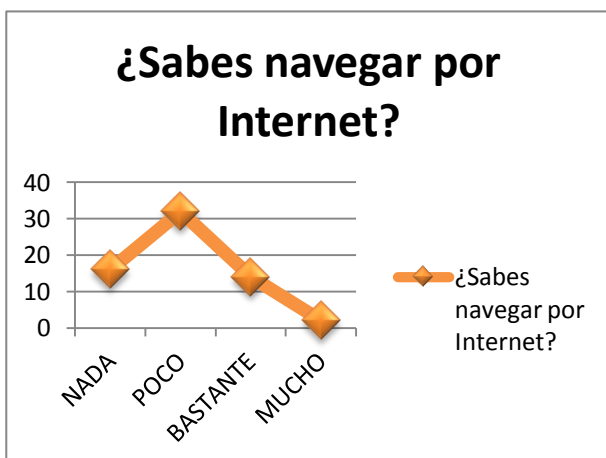 ¿Sabes navegar por
Internet?
40
30
20
10
0
NADA
POCO
BASTANTE
MUCHO
¿Sabes
navegar por
Internet?